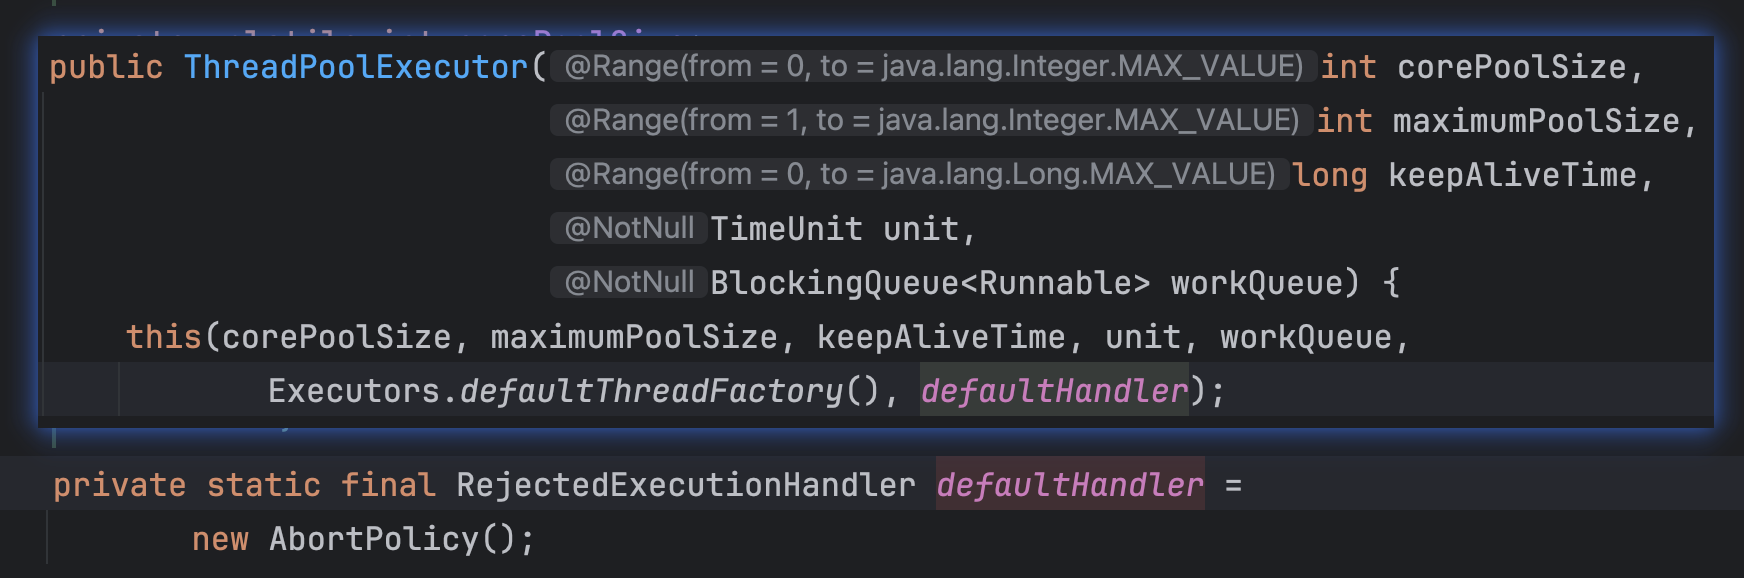 public ThreadPoolExecutor( @Range(from = 0, to = java.lang.Integer.MAX_VALUE) int corePoolSize,
@Range(from = 1, to = java.lang.Integer.MAX_VALUE) int maximumPoolSize,
@Range(from = 0, to = java.lang.Long.MAX_VALUE) long keepAliveTime,
@NotNull TimeUnit unit,
@NotNull BlockingQueue<Runnable> workQueue) {
this(corePoolSize, maximumPoolSize, keepAliveTime, unit, workQueue,
Executors.defaultThreadFactory(), defaultHandler);
private static final RejectedExecutionHandler defaultHandler =
new AbortPolicy();